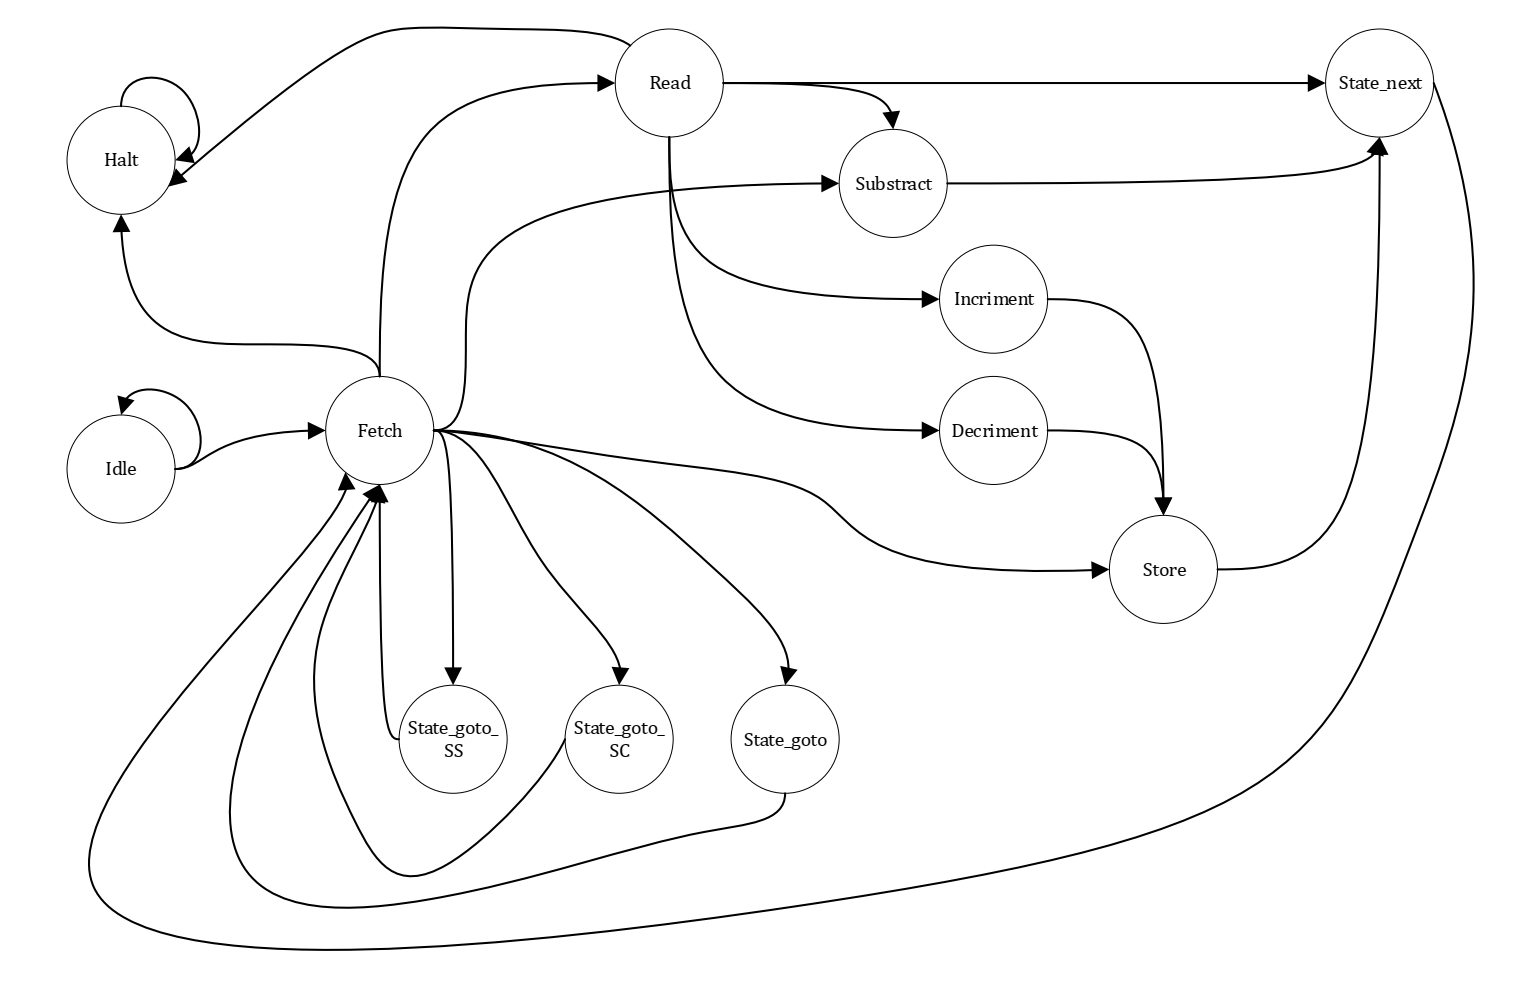 Read
State_next
Halt
Substract
Incriment
Fetch
Decriment
Idle
Store
State_goto_
SS
State_goto_
SC
State_goto